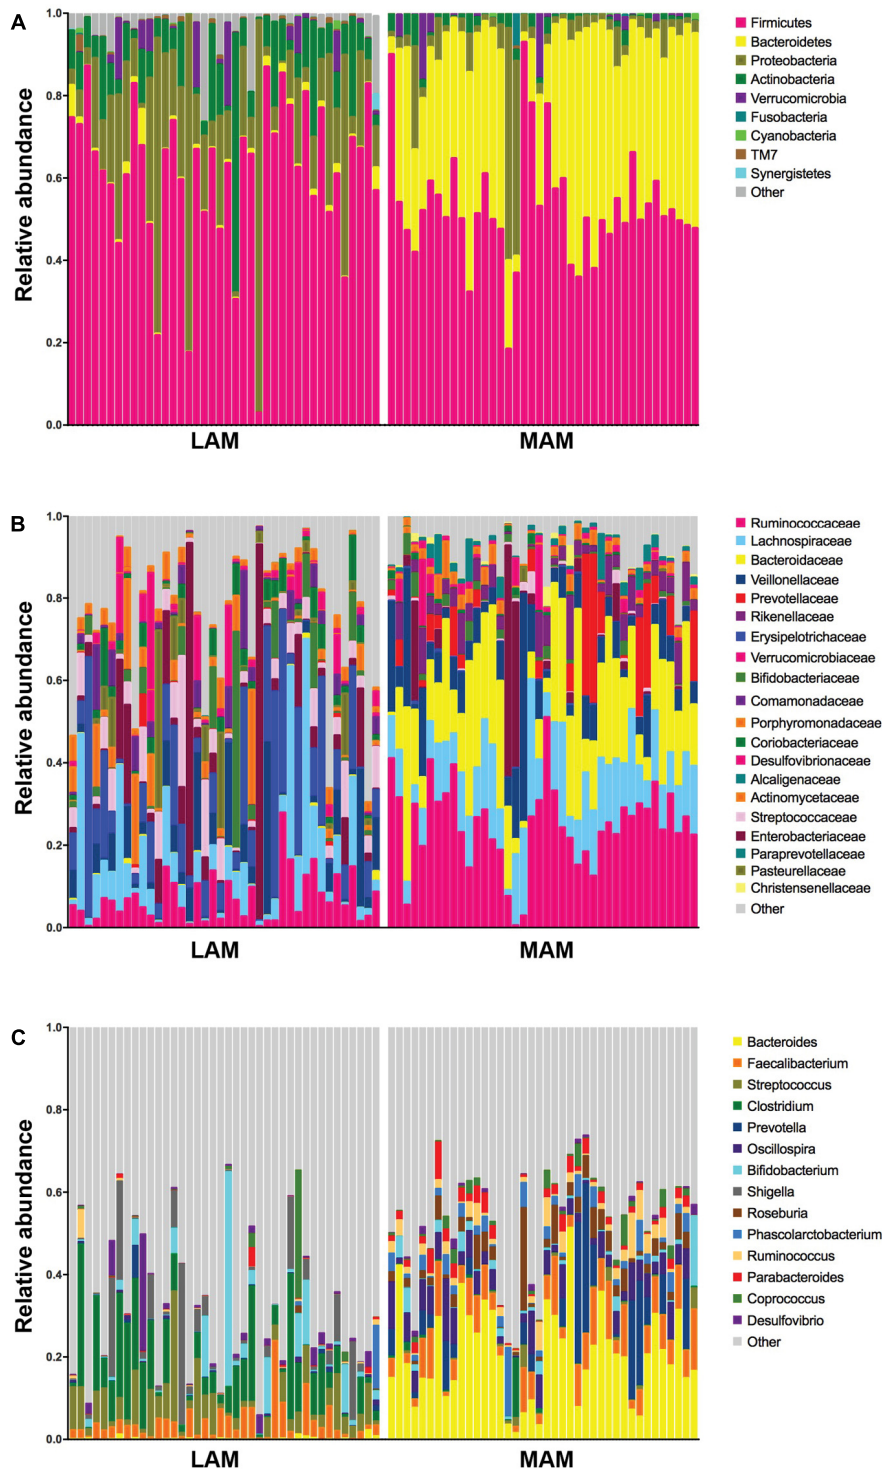 A
Relative abundance
1.0
0.8
0.6
0.4
0.2
0.0
LAM
MAM
Firmicutes
Bacteroidetes
Proteobacteria
Actinobacteria
Verrucomicrobia
Fusobacteria
Cyanobacteria
TM7
Synergistetes
Other
B
Relative abundance
1.0
0.8
0.6
0.4
0.2
0.0
LAM
MAM
Ruminococcaceae
Lachnospiraceae
Bacteroidaceae
Veillonellaceae
Prevotellaceae
Rikenellaceae
Erysipelotrichaceae
Verrucomicrobiaceae
Bifidobacteriaceae
Comamonadaceae
Porphyromonadaceae
Coriobacteriaceae
Desulfovibrionaceae
Alcaligenaceae
Actinomycetaceae
Streptococcaceae
Enterobacteriaceae
Paraprevotellaceae
Pasteurellaceae
Christensenellaceae
Other
C
Relative abundance
1.0
0.8
0.6
0.4
0.2
0.0
LAM
MAM
Bacteroides
Faecalibacterium
Streptococcus
Clostridium
Prevotella
Oscillospira
Bifidobacterium
Shigella
Roseburia
Phascolarctobacterium
Ruminococcus
Parabacteroides
Coprococcus
Desulfovibrio
Other